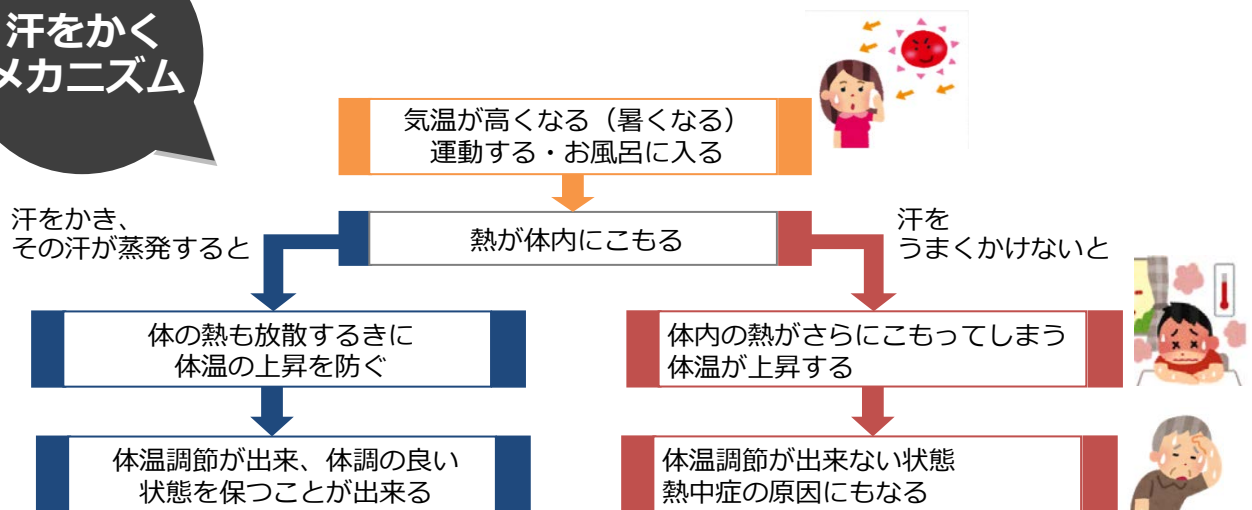 汗をかく
メカニズム
気温が高くなる（暑くなる）
運動する・お風呂に入る
汗をかき、
その汗が蒸発すると
熱が体内にこもる
汗を
うまくかけないと
体の熱も放散するきに
体温の上昇を防ぐ
体内の熱がさらにこもってしまう
体温が上昇する
体温調節が出来、体調の良い
状態を保つことが出来る
体温調節が出来ない状態
熱中症の原因にもなる